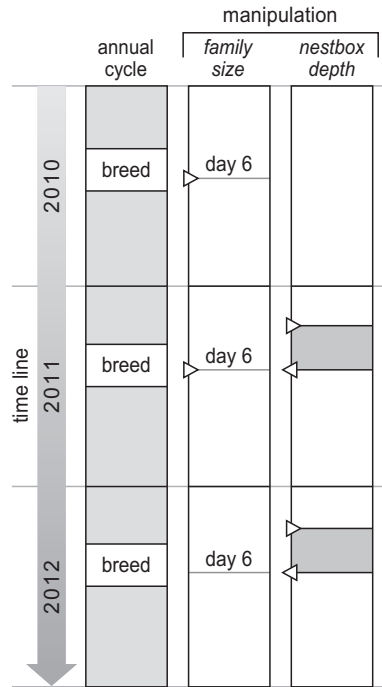 manipulation
annual
cycle
family
size
nestbox
depth
time line
2010
breed
day 6
2011
breed
day 6
2012
breed
day 6